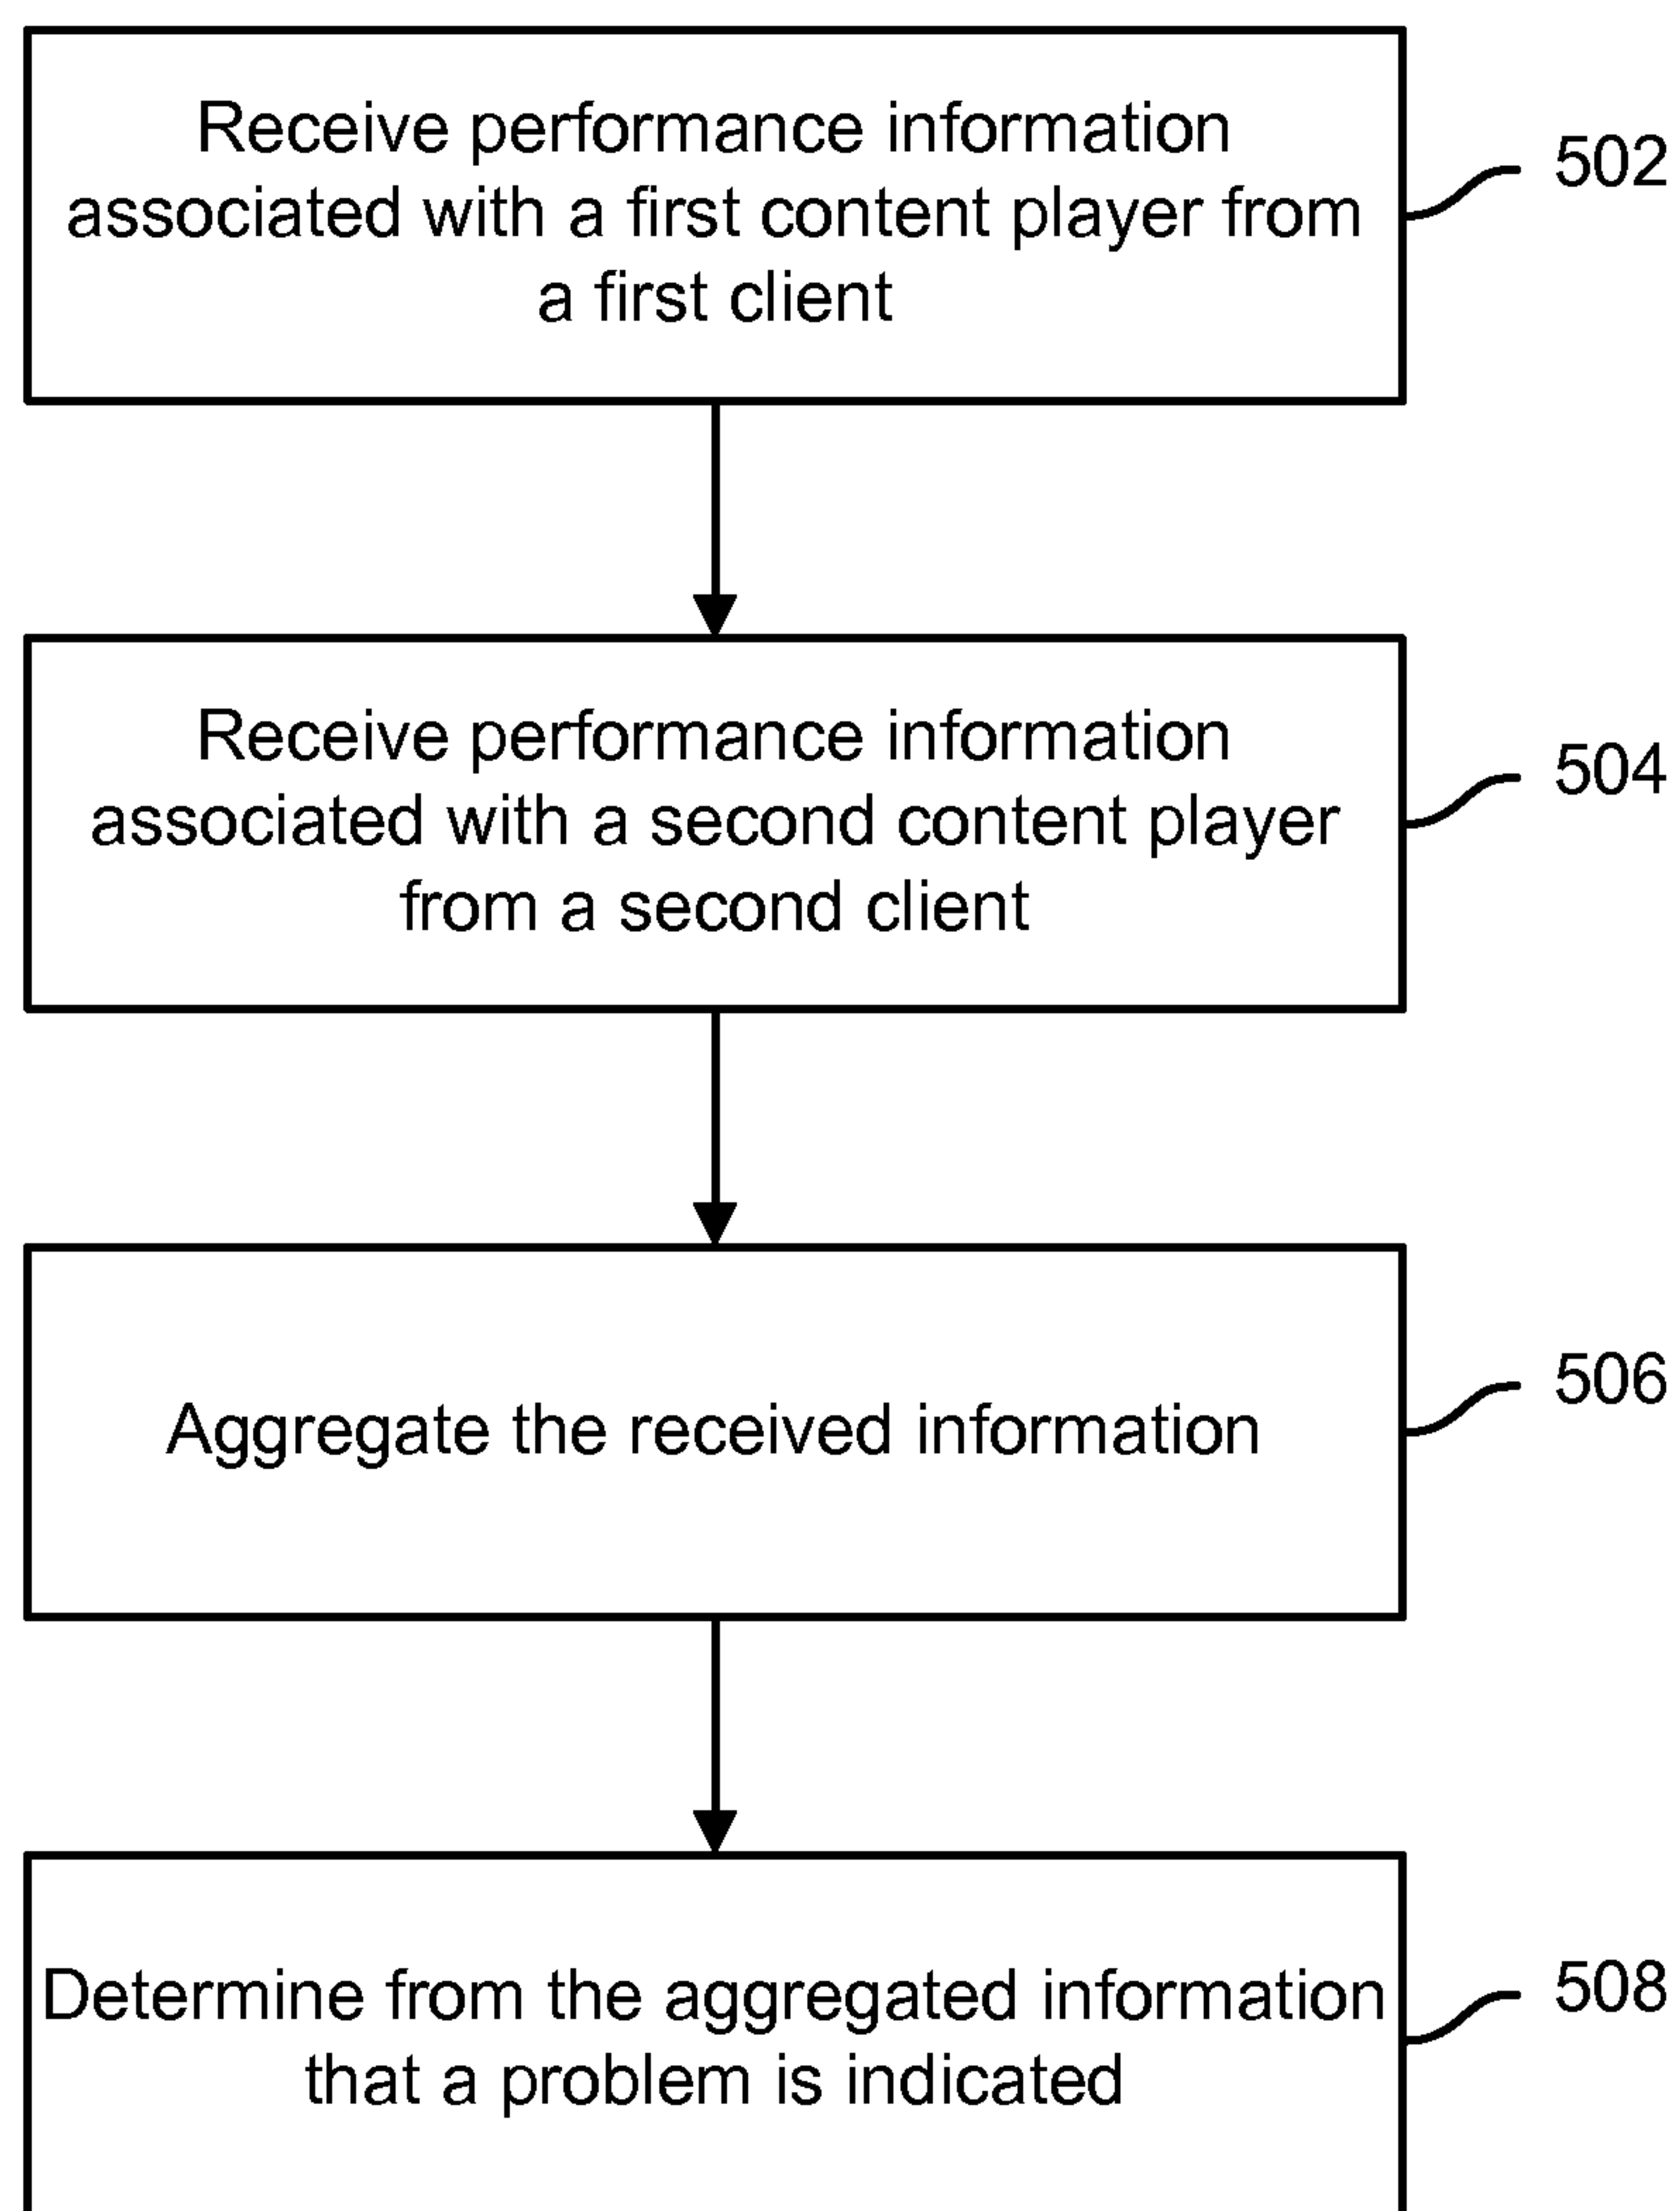 Receive performance information
associated with a first content player from
a first client
502
Receive performance information
associated with a second content player
from a second client
504
Aggregate the received information
506
Determine from the aggregated information
that a problem is indicated
508